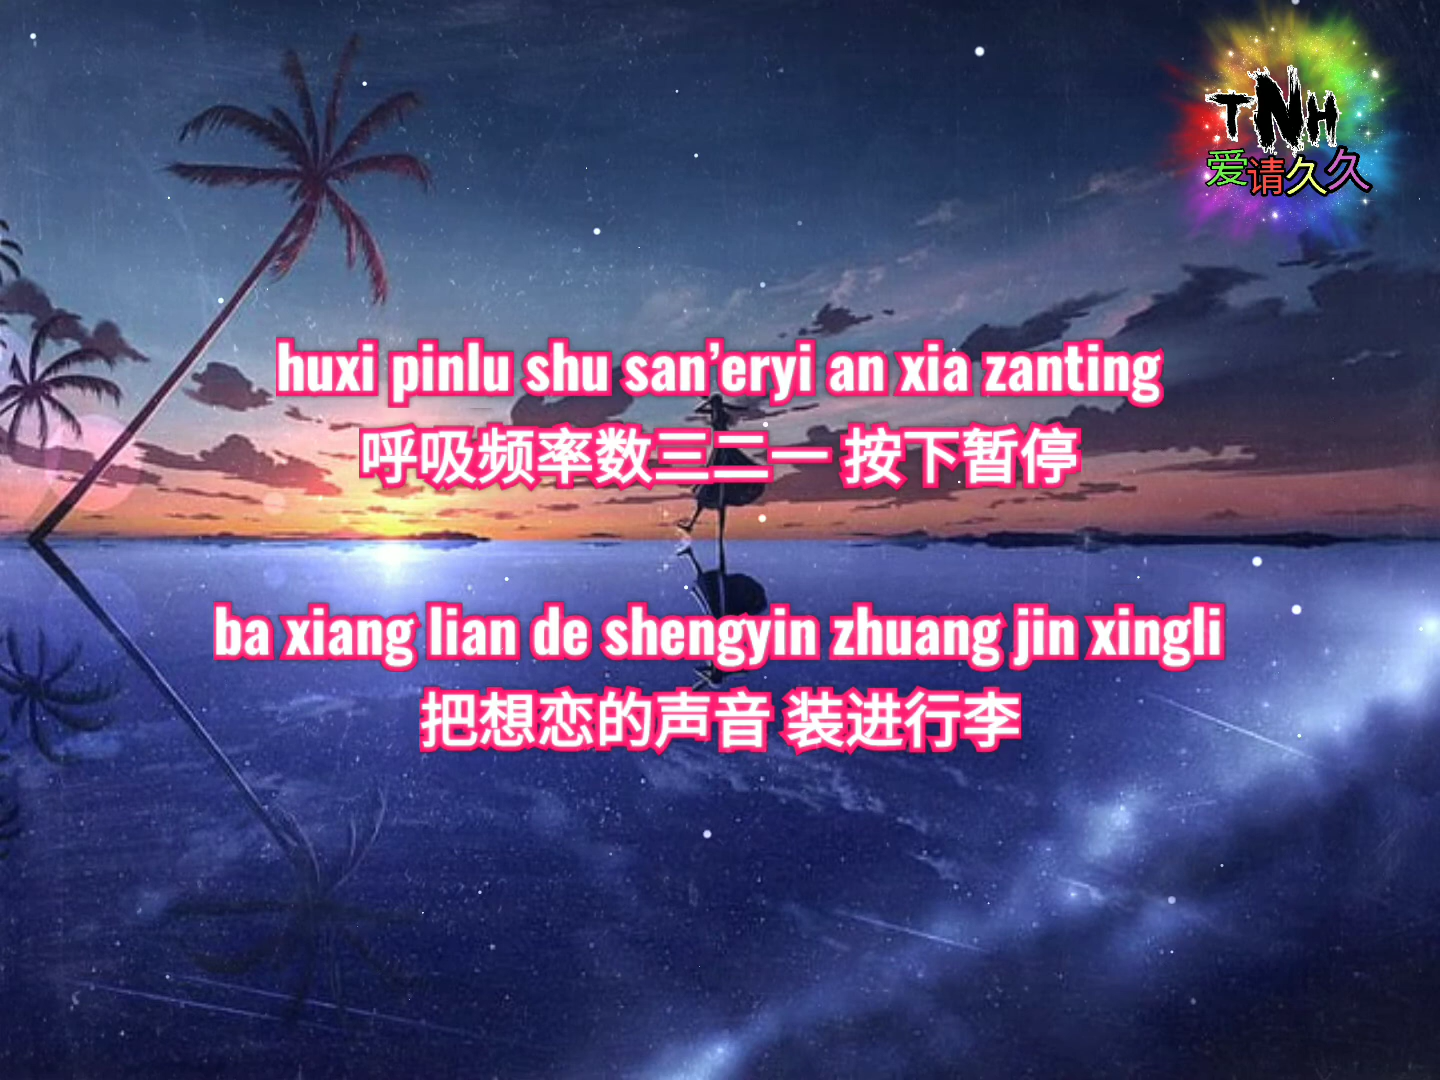 TNH
爱请久久
huxi pinlu shu san’eryi an xia zanting
呼吸频率数三二一 按下暂停
ba xiang lian de shengyin zhuang jin xingli
把想恋的声音 装进行李